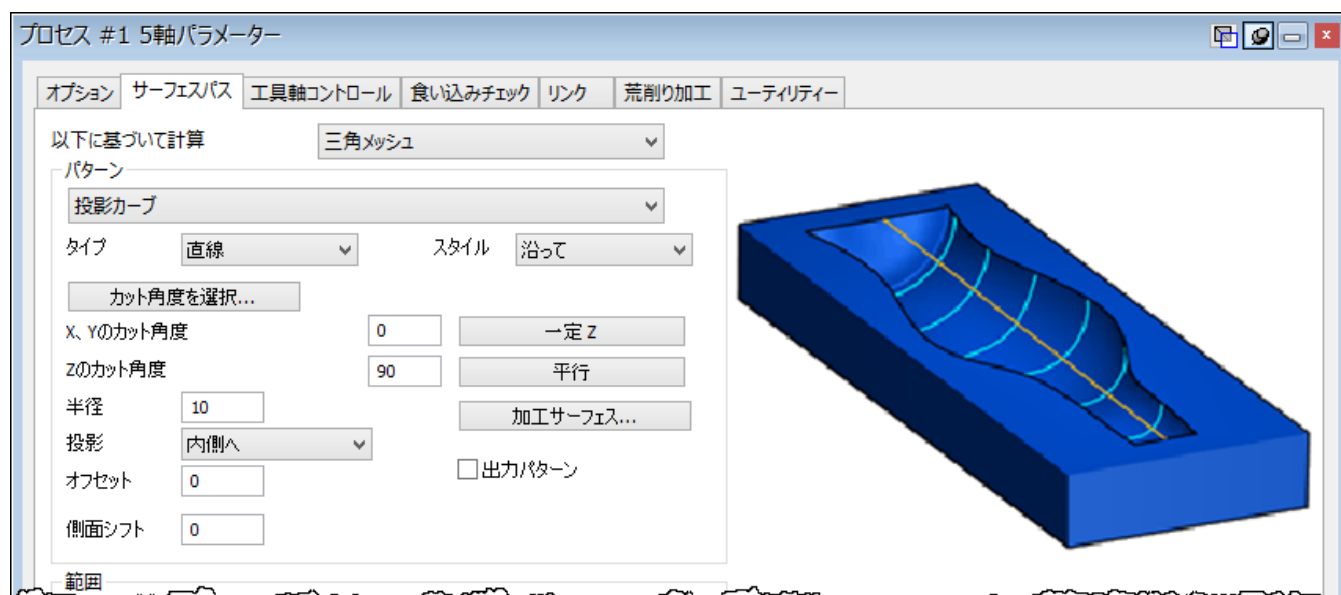 プロセス #1 5軸パラメーター
オプション サーフェスパス 工具軸コントロール 食い込みチェック リンク 荒削り加工 ユーティリティー
以下に基づいて計算 三角メッシュ
パターン
投影カーブ
タイプ 直線 スタイル 沿って
カット角度を選択...
X、Yのカット角度 0 一定 Z
Zのカット角度 90 平行
半径 10 加工サーフェス...
投影 内側へ
出力パターン
オフセット 0
側面シフト 0
範囲